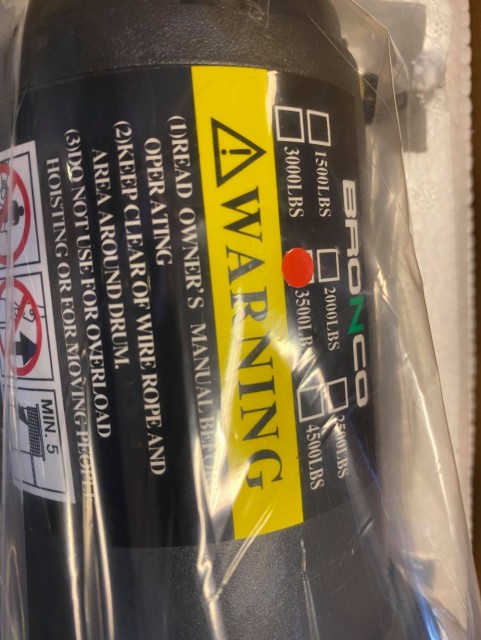 BRONCO
1500LBS 2000LBS 2500LBS
3000LBS 3500LBS 4500LBS
WARNING
(1)READ OWNER'S MANUAL BEFORE
OPERATING
(2)KEEP CLEAR OF WIRE ROPE AND
AREA AROUND DRUM.
(3)DO NOT USE FOR OVERLOAD
HOISTING OR FOR MOVING PEOPLE
MIN. 5